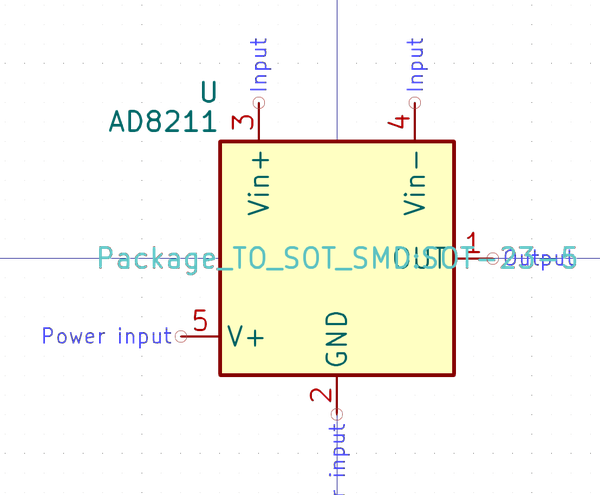 Input
Input
U
AD8211
3
4
Vin+
Vin-
1
Package_TO_SOT_SMD:SOT-23-5
OUT
Output
5
Power input
V+
GND
2
r input